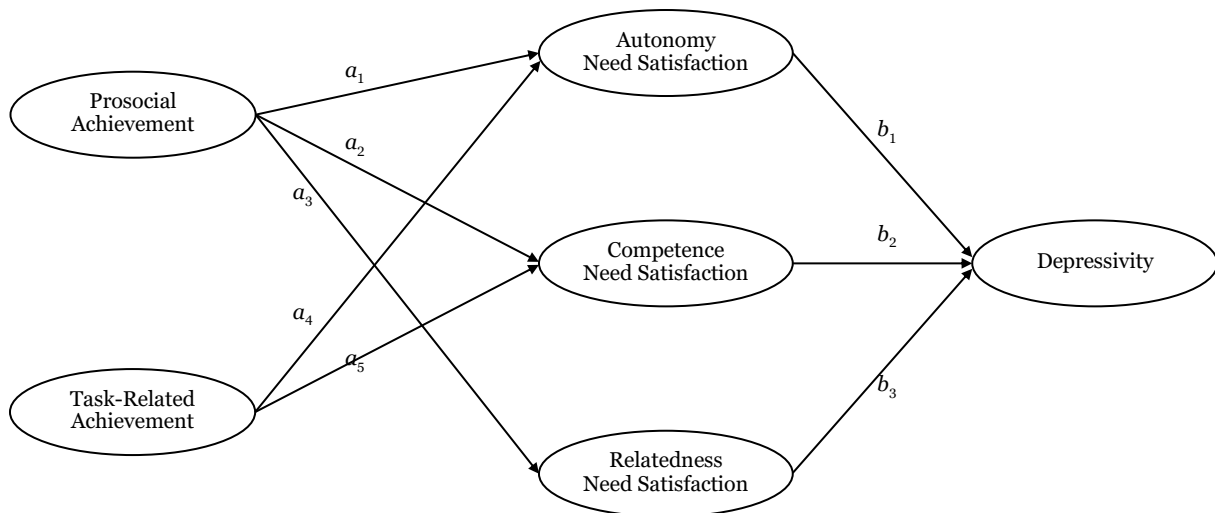 Autonomy
Need Satisfaction
a₁
Prosocial
Achievement
b₁
a₂
a₃
b₂
Competence
Need Satisfaction
Depressivity
a₄
a₅
b₃
Task-Related
Achievement
Relatedness
Need Satisfaction